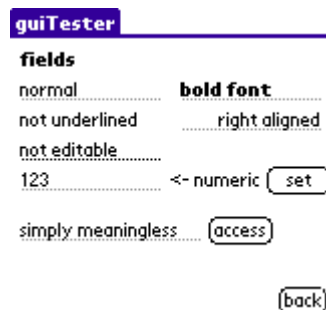 guiTester
fields
normal bold font
not underlined right aligned
not editable
123 <- numeric set
simply meaningless access
back